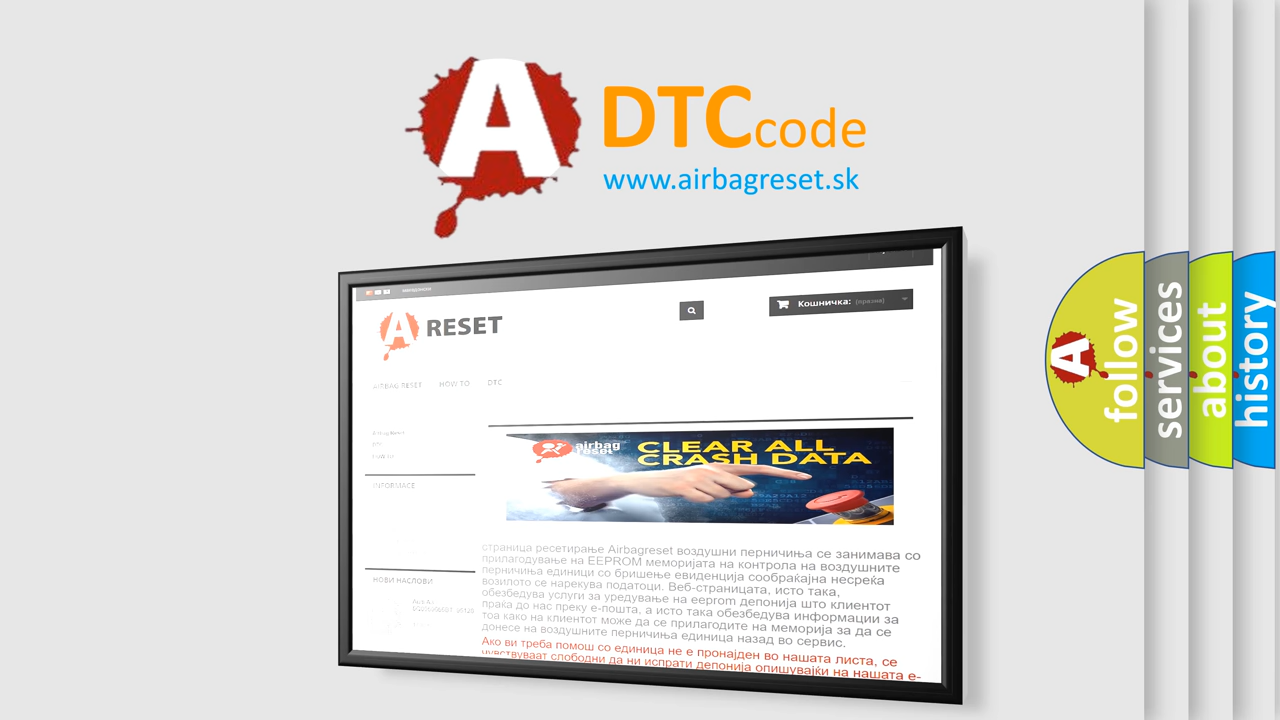 A
DTCcode
www.airbagreset.sk
A RESET
Кошничка: (празна)
AIRBAG RESET HOW TO DTC
INFORMACE
airbag
reset
CLEAR ALL
CRASH DATA
страница ресетирање Airbagreset воздушни перничиња се занимава со
прилагодување на EEPROM меморијата на контрола на воздушните
перничиња единици со бришење евиденција сообраќајна несреќа
возилото се нарекува податоци. Веб-страницата, исто така,
обезбедува услуги за уредување на eeprom депонија што клиентот
праќа до нас преку е-пошта, а исто така обезбедува информации за
тоа како на клиентот може да се прилагодите на меморија за да се
донесе на воздушните перничиња единица назад во сервис.
Ако ви треба помош со единица не е пронајден во нашата листа, се
чувствуваат слободни да ни испрати депонија опишувајќи на нашата е-
НОВИ НАСЛОВИ
A
follow
services
about
history